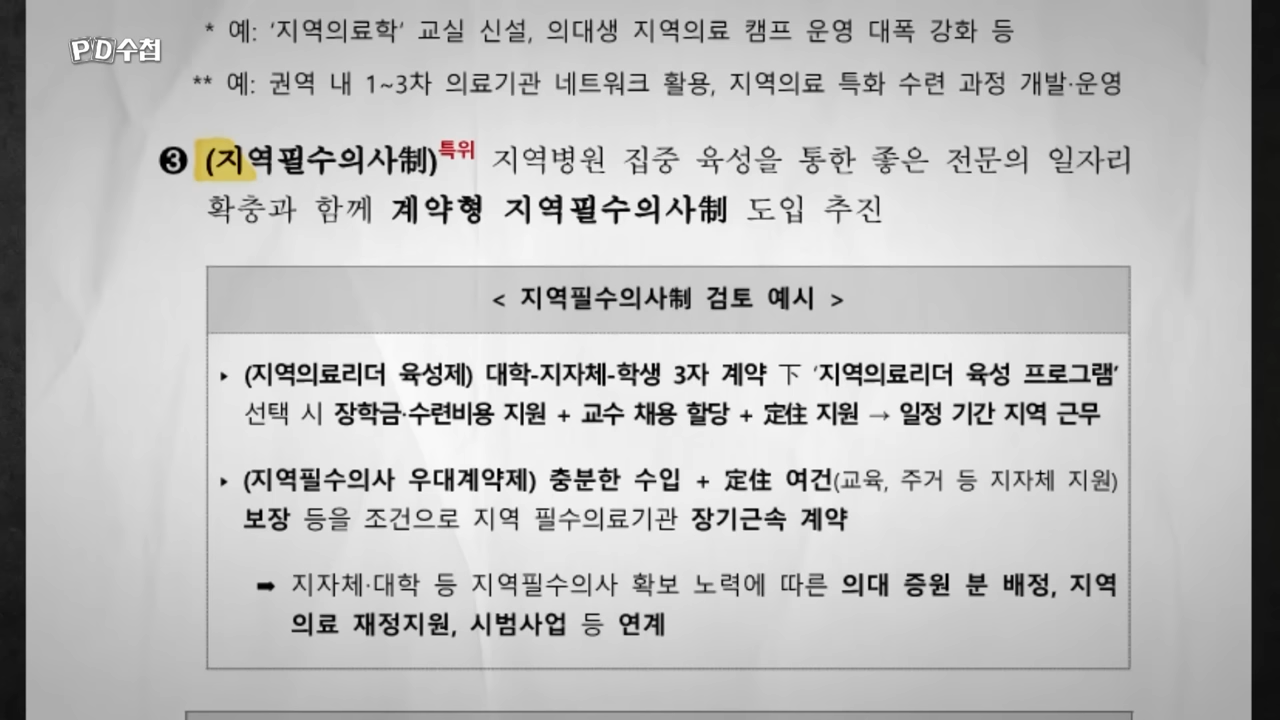 PD수첩
* 예: ‘지역의료학’ 교실 신설, 의대생 지역의료 캠프 운영 대폭 강화 등
** 예: 권역 내 1~3차 의료기관 네트워크 활용, 지역의료 특화 수련 과정 개발·운영
❸ (지역필수의사制)특위 지역병원 집중 육성을 통한 좋은 전문의 일자리
확충과 함께 계약형 지역필수의사制 도입 추진
< 지역필수의사制 검토 예시 >
▸ (지역의료리더 육성제) 대학-지자체-학생 3자 계약 下 ‘지역의료리더 육성 프로그램’
선택 시 장학금·수련비용 지원 + 교수 채용 할당 + 定住 지원 → 일정 기간 지역 근무
▸ (지역필수의사 우대계약제) 충분한 수입 + 定住 여건(교육, 주거 등 지자체 지원)
보장 등을 조건으로 지역 필수의료기관 장기근속 계약
➡ 지자체·대학 등 지역필수의사 확보 노력에 따른 의대 증원 분 배정, 지역
의료 재정지원, 시범사업 등 연계